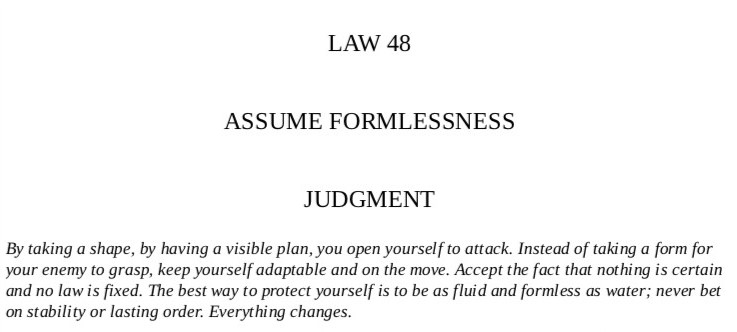 LAW 48
ASSUME FORMLESSNESS
JUDGMENT
By taking a shape, by having a visible plan, you open yourself to attack. Instead of taking a form for
your enemy to grasp, keep yourself adaptable and on the move. Accept the fact that nothing is certain
and no law is fixed. The best way to protect yourself is to be as fluid and formless as water; never bet
on stability or lasting order. Everything changes.